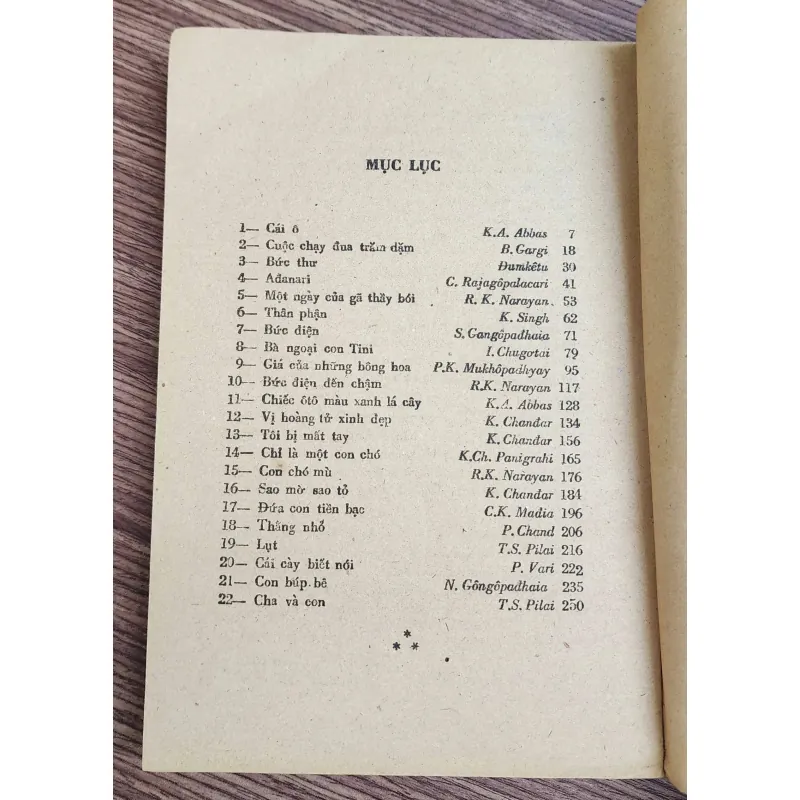 MỤC LỤC
1— Cái ô K.A. Abbas 7
2— Cuộc chạy đua trăm dặm B. Gargi 18
3— Bức thư Đumkêtu 30
4— Ađanari C. Rajagôpalacari 41
5— Một ngày của gã thầy bói R. K. Narayan 53
6— Thân phận K. Singh 62
7— Bức điện S. Gangôpadhaia 71
8— Bà ngoại con Tini I. Chugơtai 79
9— Giá của những bông hoa P.K. Mukhôpadhyay 95
10— Bức điện đến chậm R.K. Narayan 117
11— Chiếc ôtô màu xanh lá cây K.A. Abbas 128
12— Vị hoàng tử xinh đẹp K. Chanđar 134
13— Tôi bị mất tay K. Chanđar 156
14— Chỉ là một con chó K.Ch. Panigrahi 165
15— Con chó mù R.K. Narayan 176
16— Sao mờ sao tỏ K. Chanđar 184
17— Đứa con tiền bạc C.K. Mađia 196
18— Thằng nhỏ P. Chand 206
19— Lụt T.S. Pilai 216
20— Cái cày biết nói P. Vari 222
21— Con búp bê N. Gôngôpađhaia 235
22— Cha và con T.S. Pilai 250
*
* *